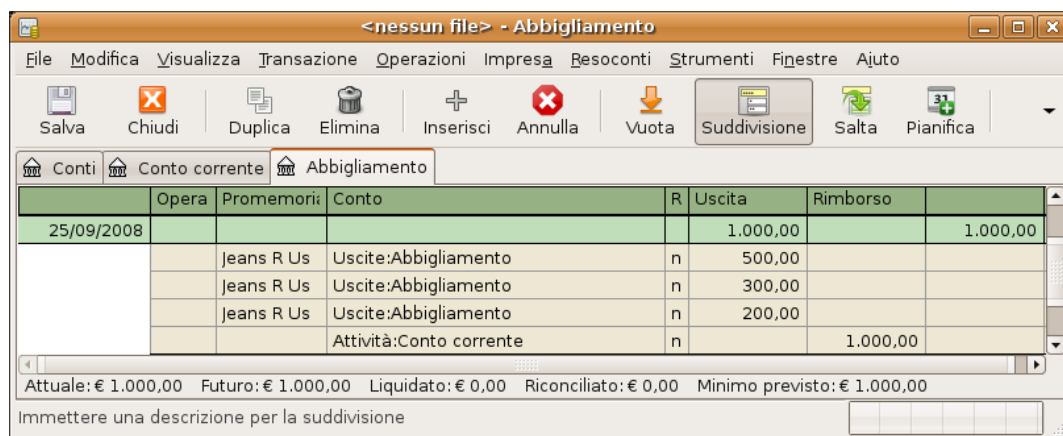 <nessun file> - Abbigliamento
File Modifica Visualizza Transazione Operazioni Impresa Resoconti Strumenti Finestre Aiuto
Salva Chiudi Duplica Elimina Inserisci Annulla Vuota Suddivisione Salta Pianifica
Conti Conto corrente Abbigliamento
Opera Promemoria Conto R Uscita Rimborso
25/09/2008 1.000,00 1.000,00
Jeans R Us Uscite:Abbigliamento n 500,00
Jeans R Us Uscite:Abbigliamento n 300,00
Jeans R Us Uscite:Abbigliamento n 200,00
Attività:Conto corrente n 1.000,00
Attuale: € 1.000,00 Futuro: € 1.000,00 Liquidato: € 0,00 Riconciliato: € 0,00 Minimo previsto: € 1.000,00
Immettere una descrizione per la suddivisione